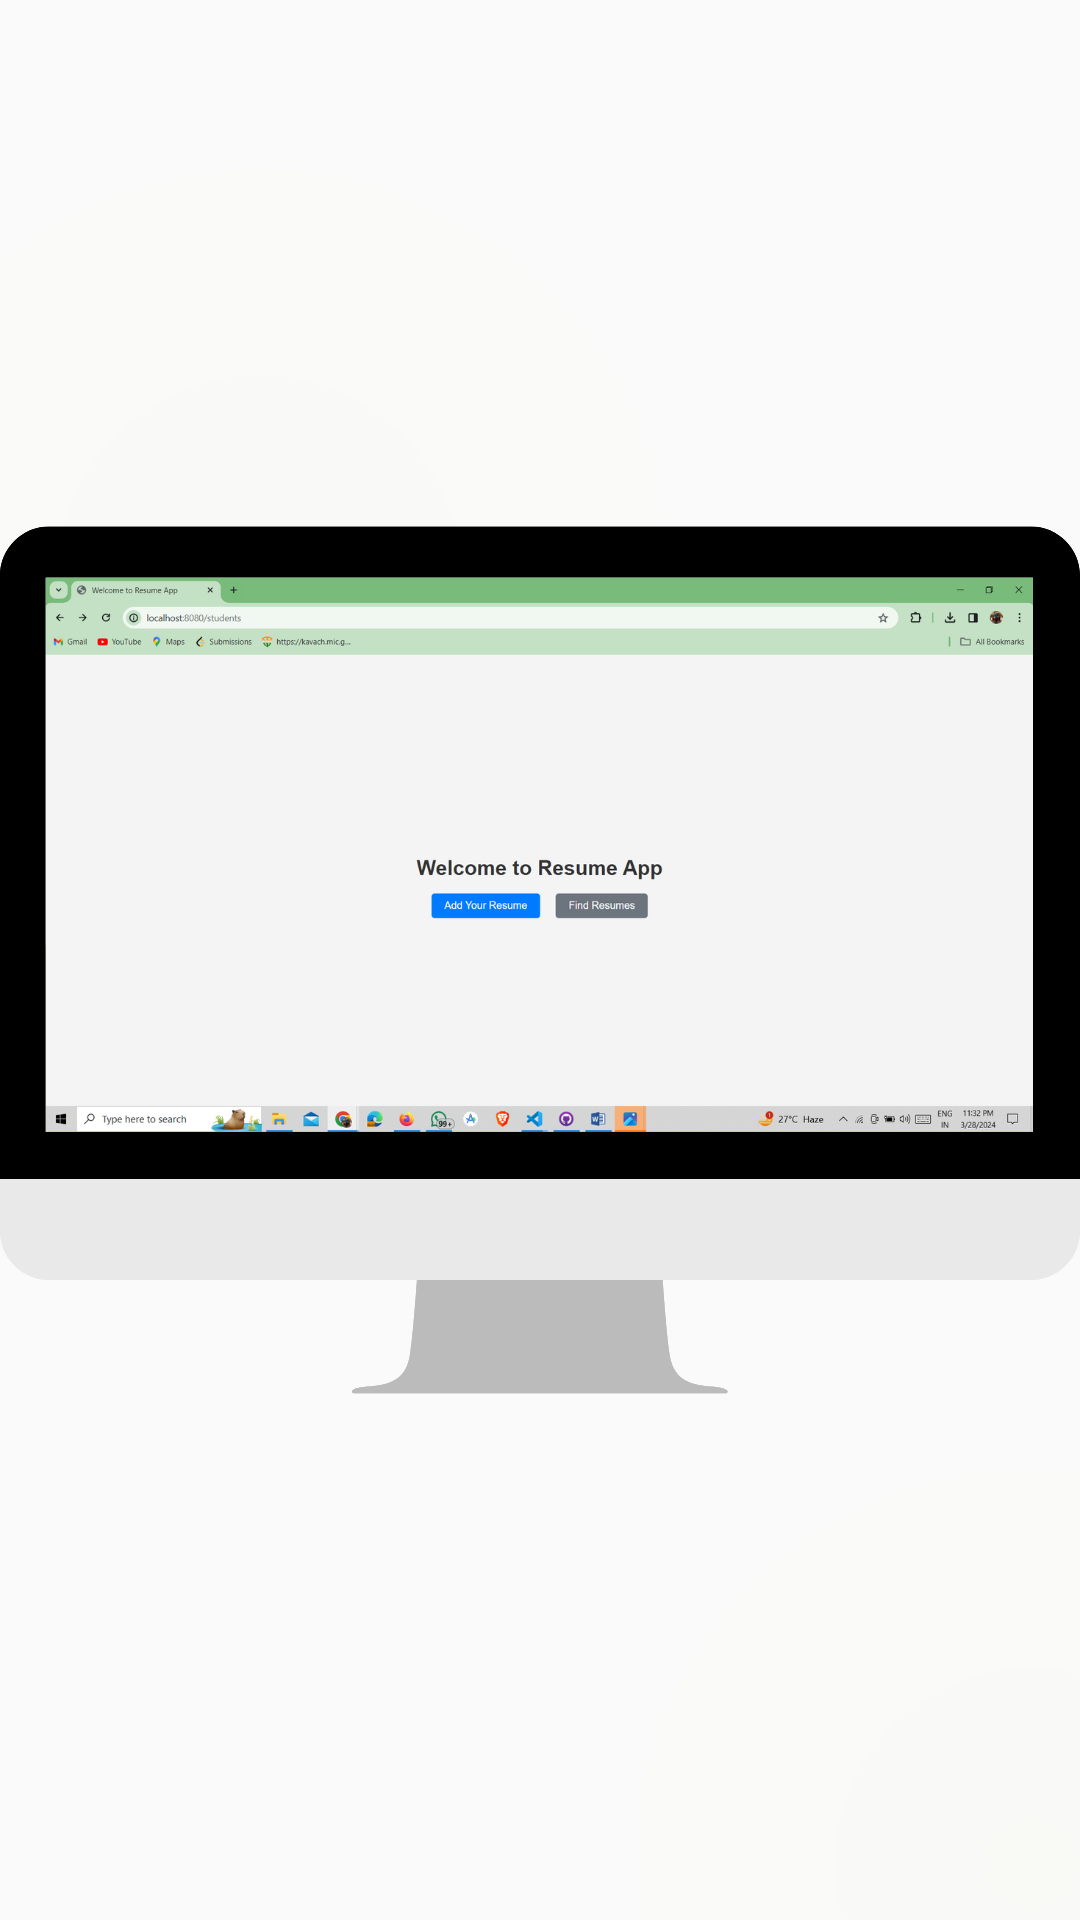 Welcome to Resume App
localhost:8080/students
Gmail YouTube Maps Submissions https://kavach.mic.g... All Bookmarks
Welcome to Resume App
Add Your Resume Find Resumes
Type here to search 99+ 27°C Haze ENG 11:32 PM
IN 3/28/2024